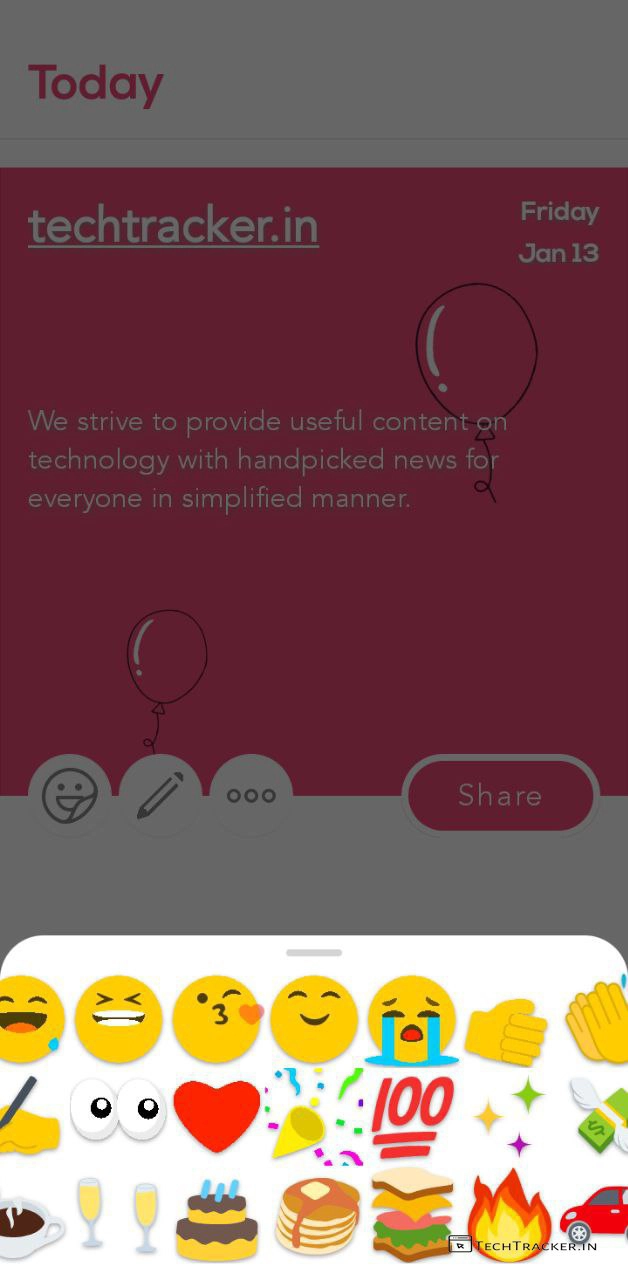 Today
techtracker.in
Friday
Jan 13
We strive to provide useful content on
technology with handpicked news for
everyone in simplified manner.
Share
100
TECHTRACKER.IN